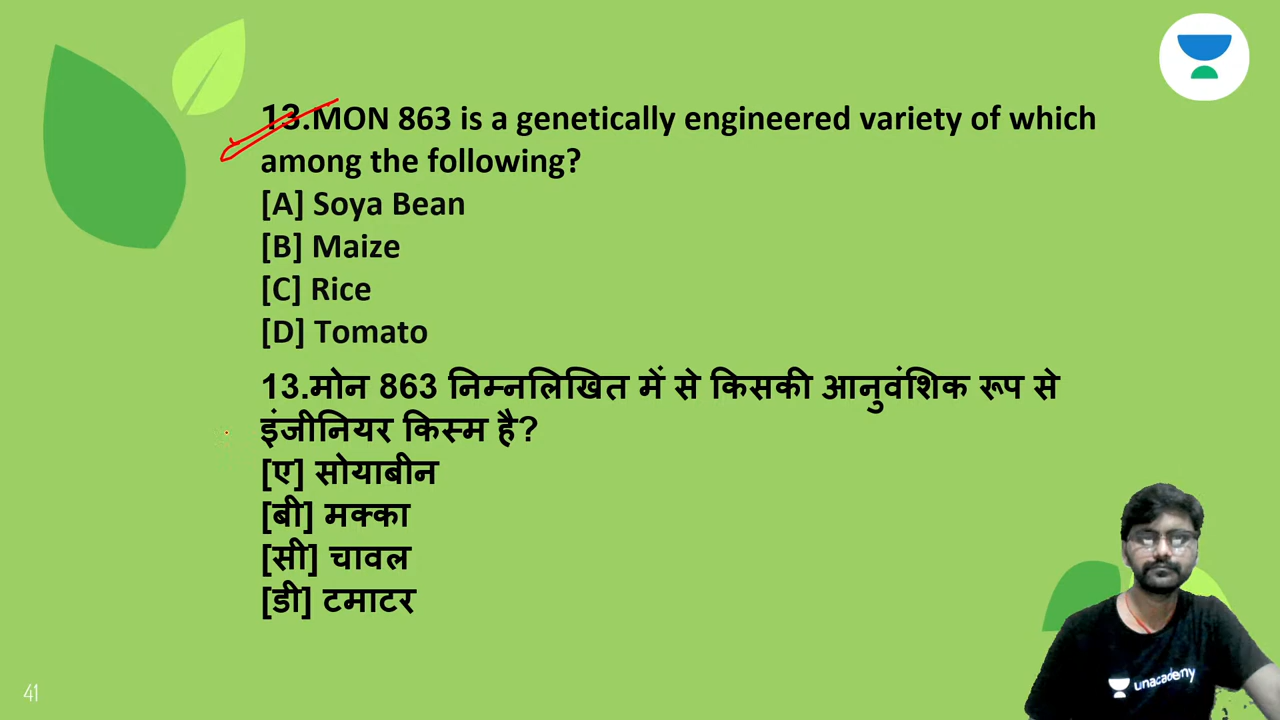 13.MON 863 is a genetically engineered variety of which
among the following?
[A] Soya Bean
[B] Maize
[C] Rice
[D] Tomato
13.मोन 863 निम्नलिखित में से किसकी आनुवंशिक रूप से
इंजीनियर किस्म है?
[ए] सोयाबीन
[बी] मक्का
[सी] चावल
[डी] टमाटर
unacademy
41